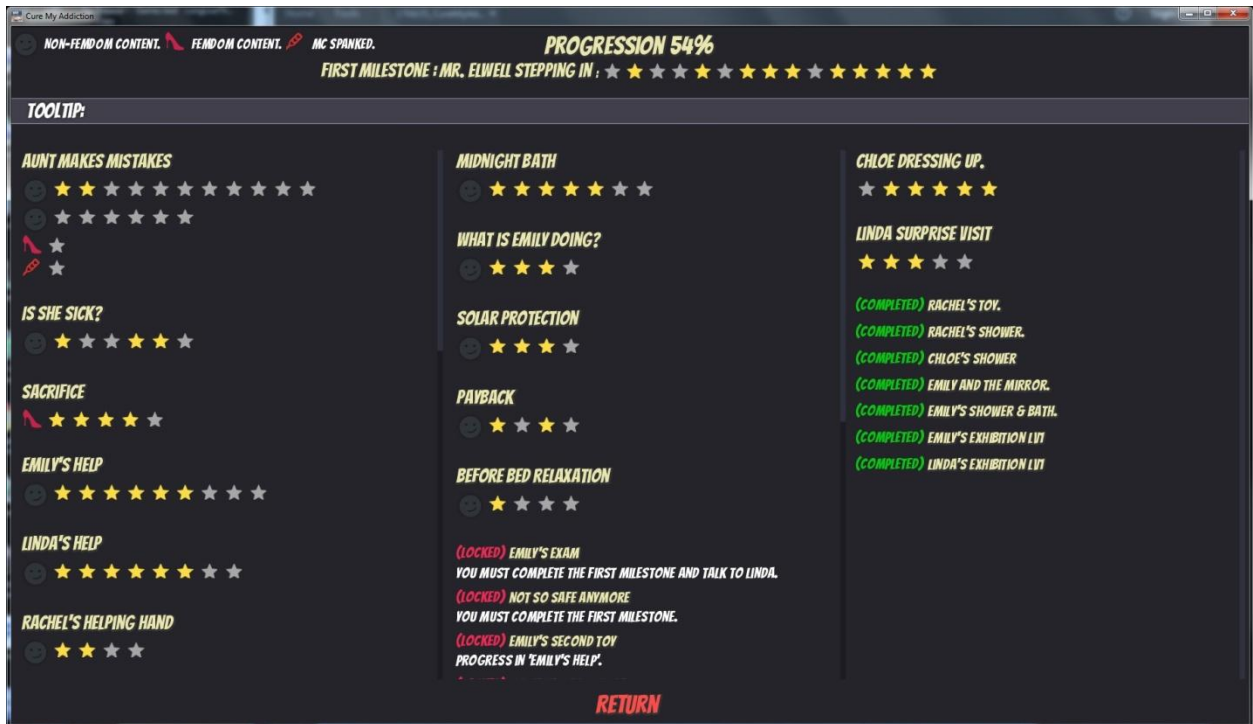 Cure My Addiction
NON-FEMDOM CONTENT. FEMDOM CONTENT. MC SPANKED.
PROGRESSION 54%
FIRST MILESTONE : MR. ELWELL STEPPING IN :
TOOLTIP:
AUNT MAKES MISTAKES
IS SHE SICK?
SACRIFICE
EMILY'S HELP
LINDA'S HELP
RACHEL'S HELPING HAND
MIDNIGHT BATH
WHAT IS EMILY DOING?
SOLAR PROTECTION
PAYBACK
BEFORE BED RELAXATION
(LOCKED) EMILY'S EXAM
YOU MUST COMPLETE THE FIRST MILESTONE AND TALK TO LINDA.
(LOCKED) NOT SO SAFE ANYMORE
YOU MUST COMPLETE THE FIRST MILESTONE.
(LOCKED) EMILY'S SECOND TOY
PROGRESS IN 'EMILY'S HELP'.
CHLOE DRESSING UP.
LINDA SURPRISE VISIT
(COMPLETED) RACHEL'S TOY.
(COMPLETED) RACHEL'S SHOWER.
(COMPLETED) CHLOE'S SHOWER
(COMPLETED) EMILY AND THE MIRROR.
(COMPLETED) EMILY'S SHOWER & BATH.
(COMPLETED) EMILY'S EXHIBITION LV1
(COMPLETED) LINDA'S EXHIBITION LV1
RETURN